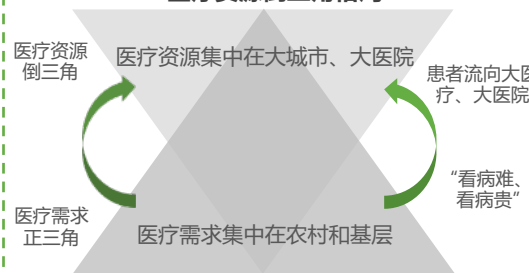 医疗资源
倒三角
医疗资源集中在大城市、大医院
患者流向大医
疗、大医院
医疗需求
正三角
医疗需求集中在农村和基层
“看病难、
看病贵”